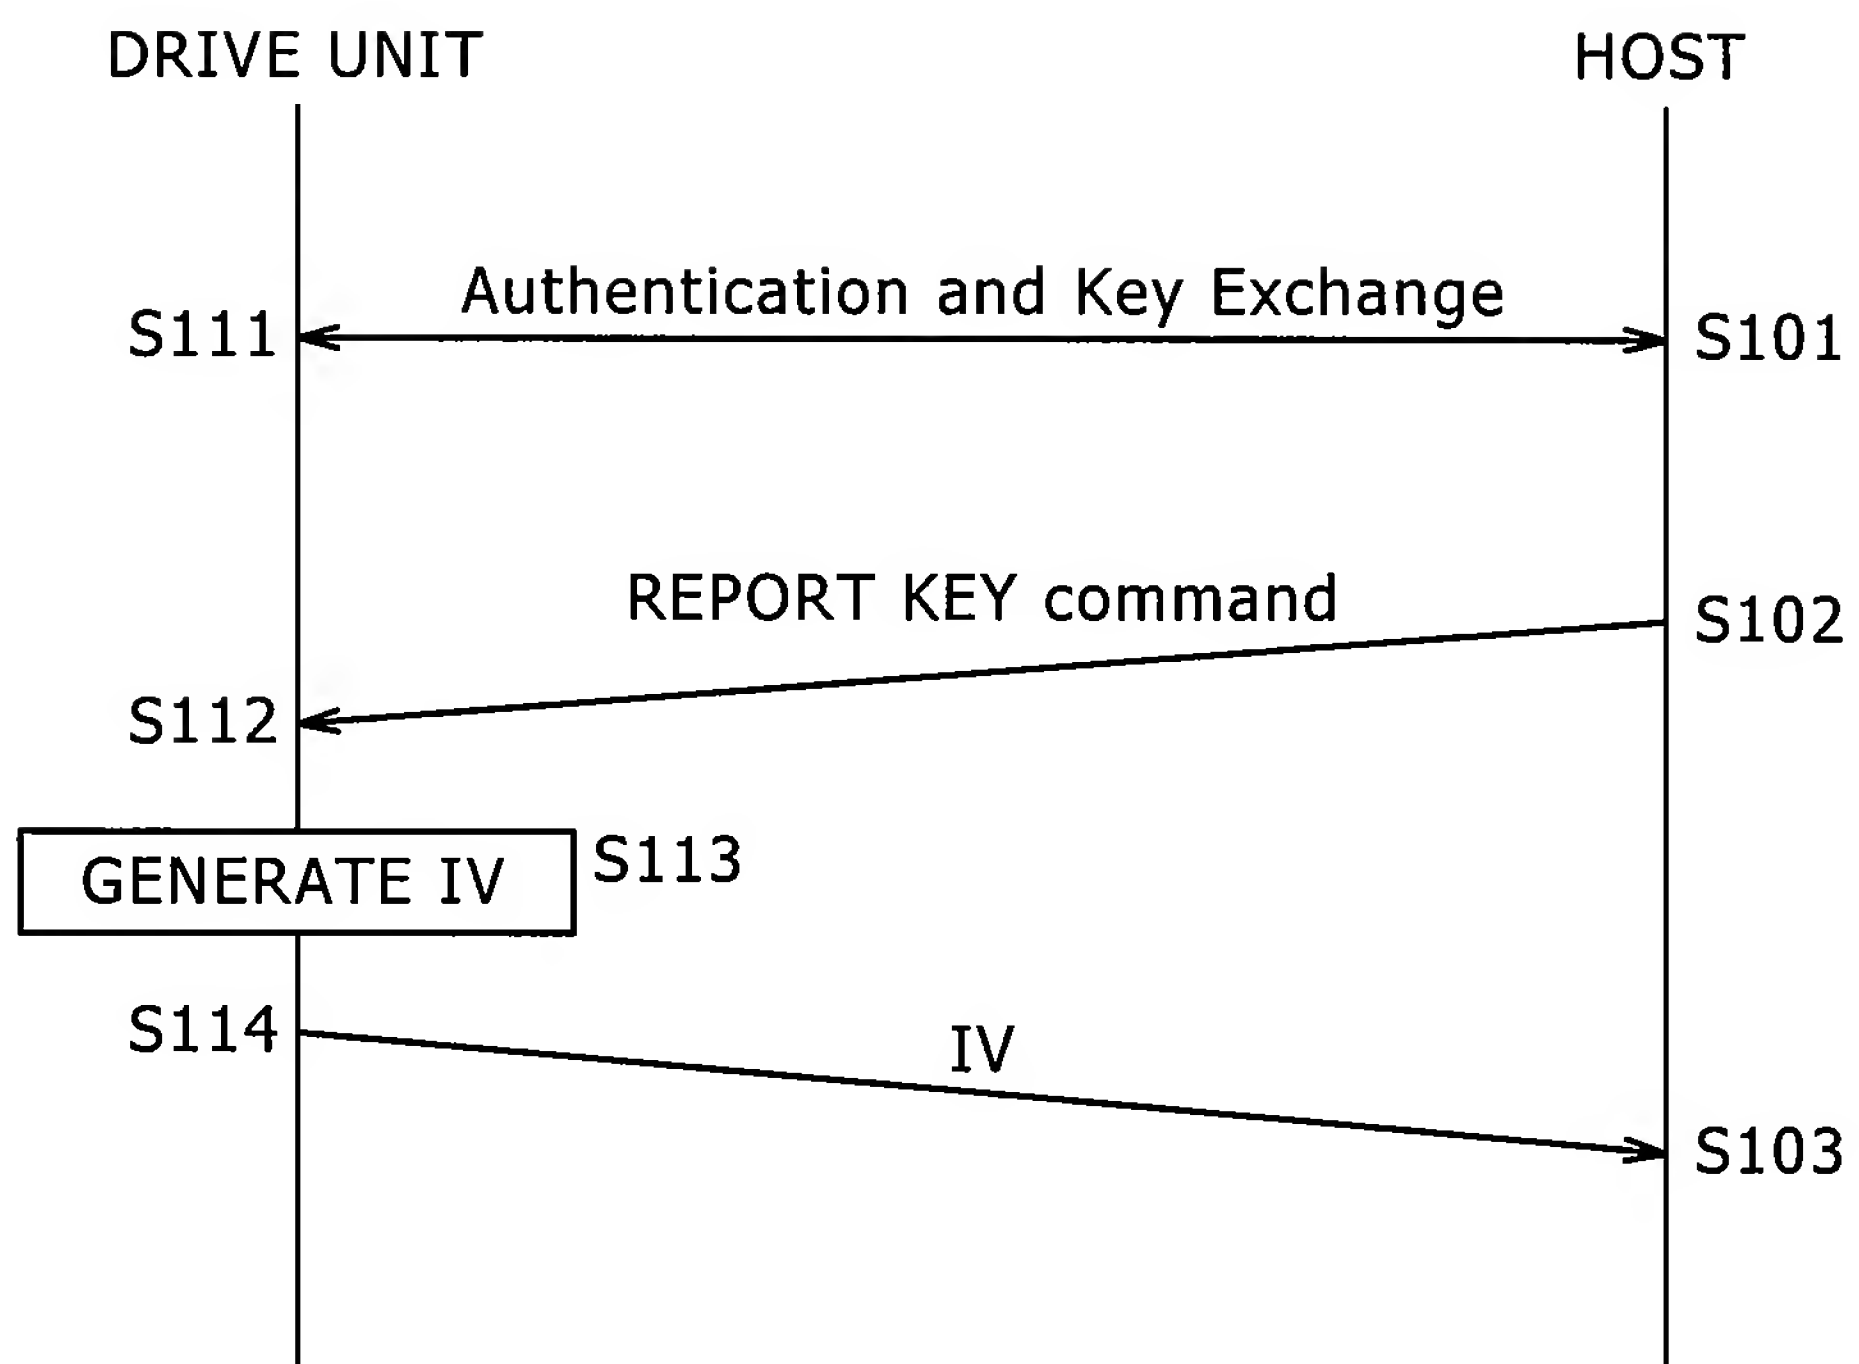 DRIVE UNIT
HOST
Authentication and Key Exchange
S111
S101
REPORT KEY command
S102
S112
GENERATE IV
S113
S114
IV
S103